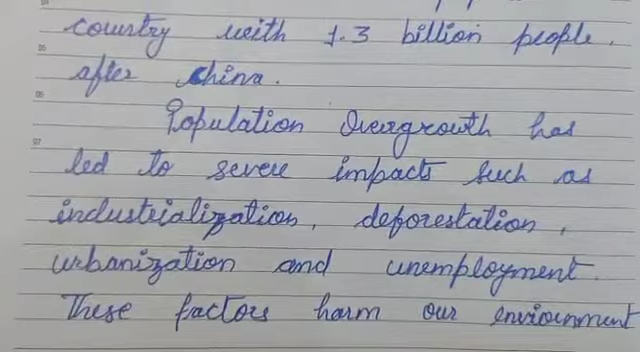 country with 1.3 billion people.
after china.
Population Overgrowth has
led to severe impacts such as
industrialization, deforestation,
urbanization and unemployment.
These factors harm our environment